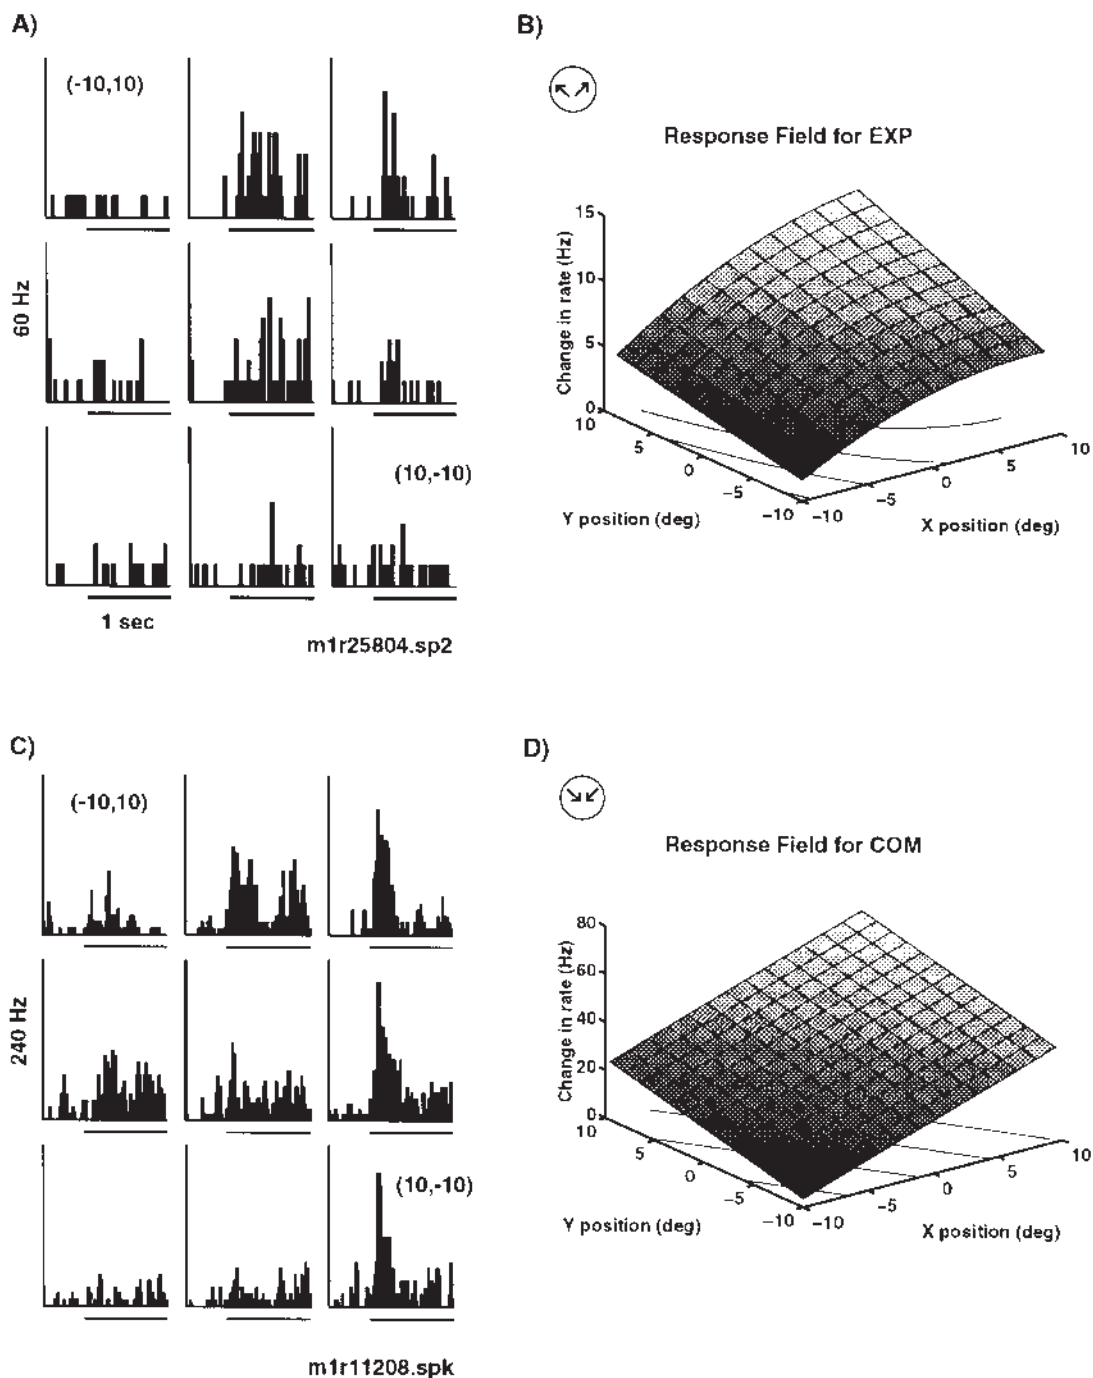 A)
(-10,10)
60 Hz
(10,-10)
1 sec
m1r25804.sp2
B)
Response Field for EXP
Change in rate (Hz)
15
10
5
0
10
5
0
-5
-10
Y position (deg)
-10
-5
0
5
10
X position (deg)
C)
(-10,10)
240 Hz
(10,-10)
m1r11208.spk
D)
Response Field for COM
Change in rate (Hz)
80
60
40
20
0
10
5
0
-5
-10
Y position (deg)
-10
-5
0
5
10
X position (deg)